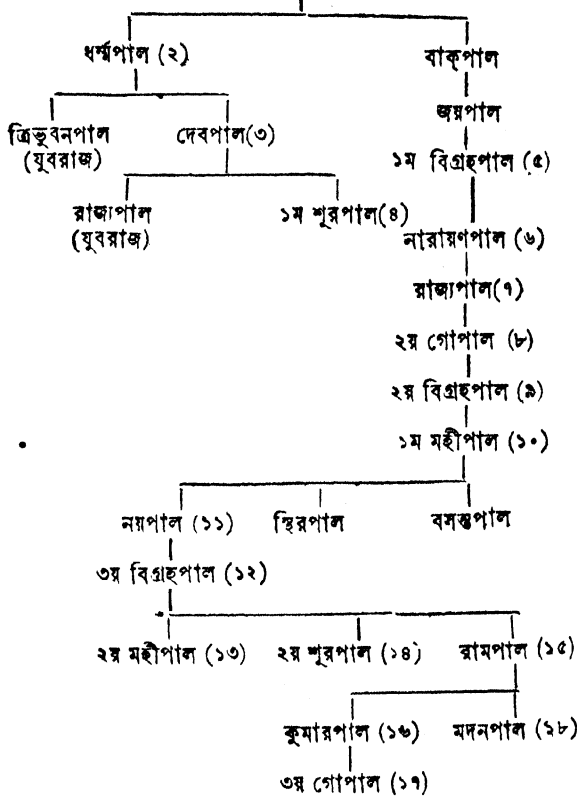 ধর্ম্মপাল (২) বাক্‌পাল
জয়পাল
ত্রিভুবনপাল দেবপাল(৩)
(যুবরাজ) ১ম বিগ্রহপাল (৫)
রাজ্যপাল ১ম শূরপাল(৪)
(যুবরাজ) নারায়ণপাল (৬)
রাজ্যপাল(৭)
২য় গোপাল (৮)
২য় বিগ্রহপাল (৯)
১ম মহীপাল (১০)
নয়পাল (১১) স্থিরপাল বসন্তপাল
৩য় বিগ্রহপাল (১২)
২য় মহীপাল (১৩) ২য় শূরপাল (১৪) রামপাল (১৫)
কুমারপাল (১৬) মদনপাল (১৮)
৩য় গোপাল (১৭)